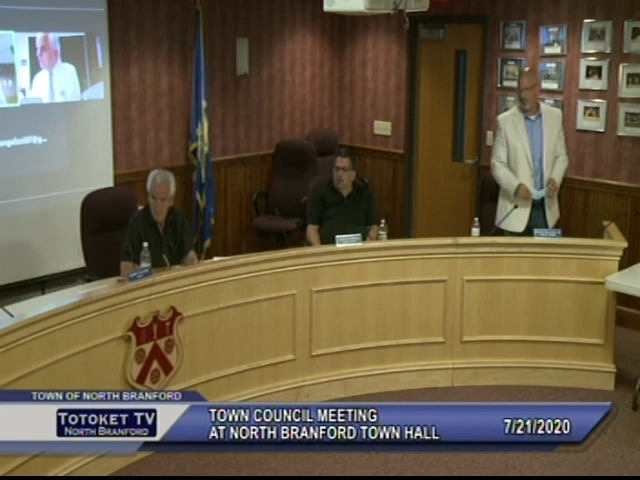 TOWN OF NORTH BRANFORD
TOTOKET TV
NORTH BRANFORD
TOWN COUNCIL MEETING
AT NORTH BRANFORD TOWN HALL
7/21/2020